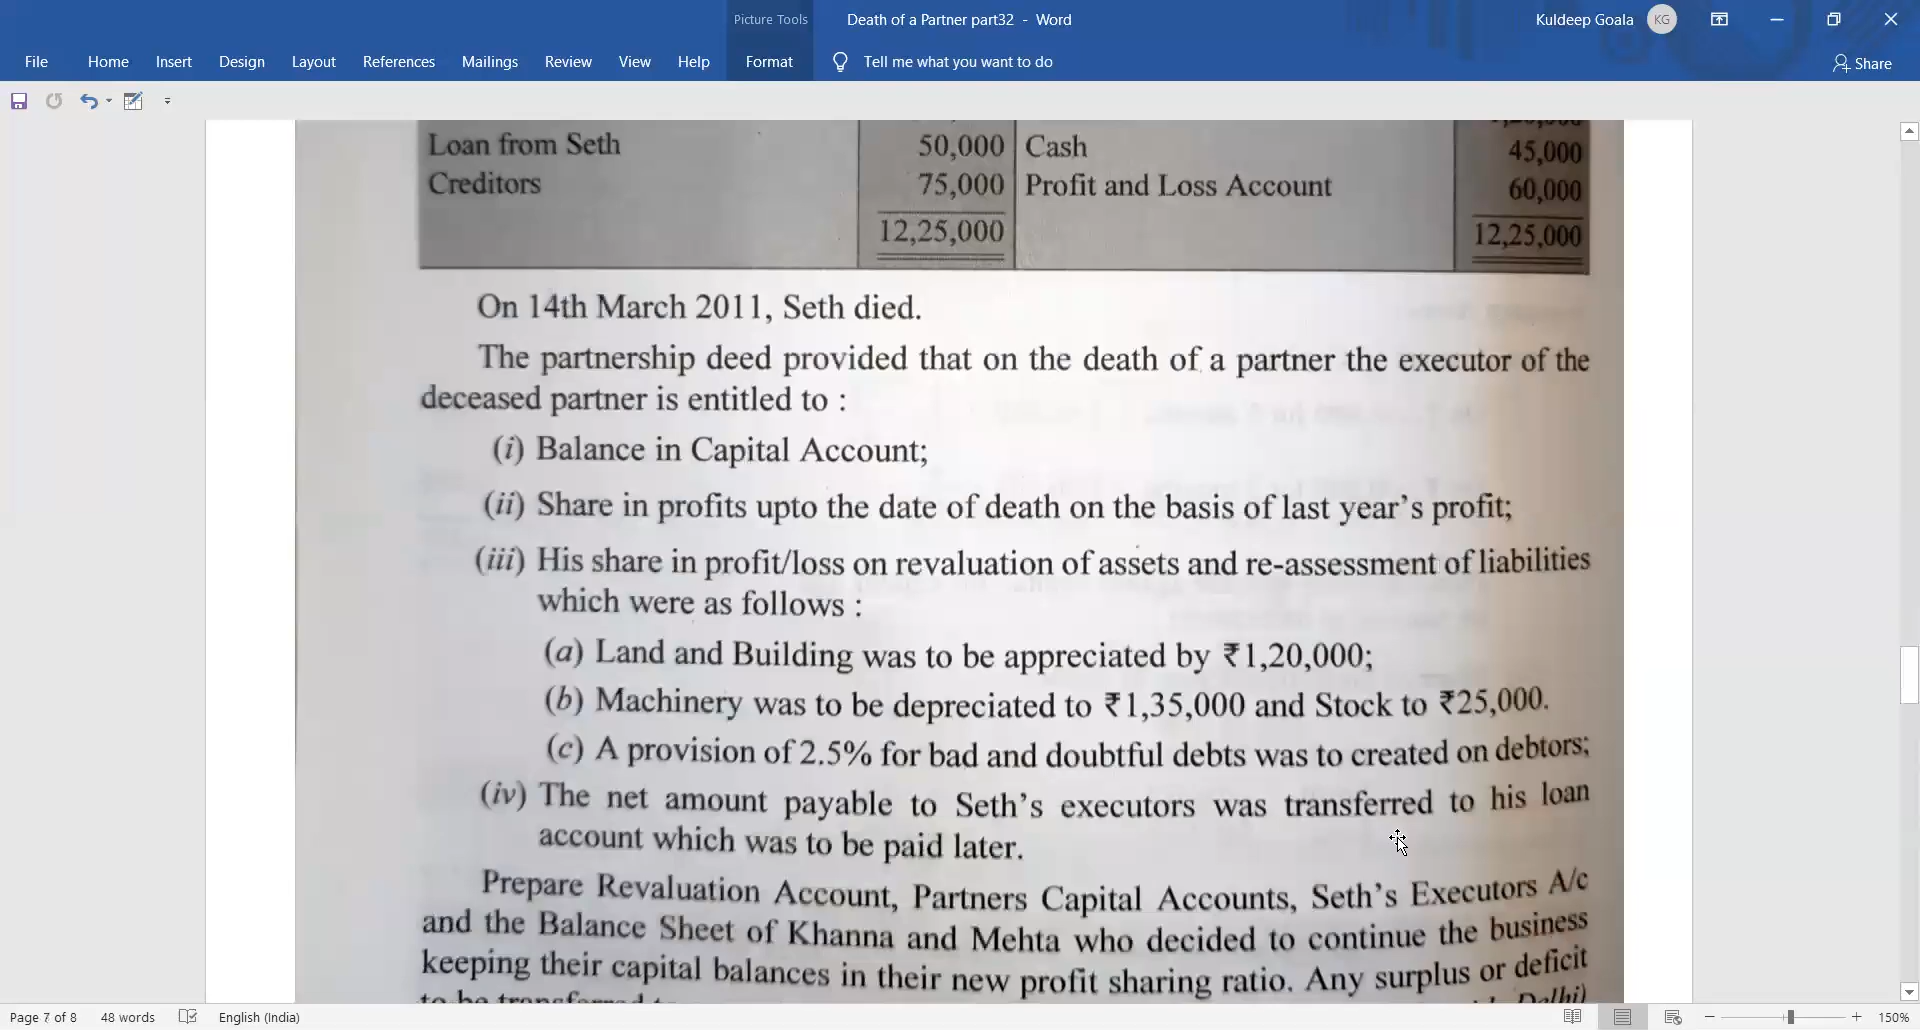 Picture Tools
Death of a Partner part32 - Word
Kuldeep Goala
KG
File Home Insert Design Layout References Mailings Review View Help Format Tell me what you want to do
Share
Loan from Seth 50,000 Cash 45,000
Creditors 75,000 Profit and Loss Account 60,000
12,25,000 12,25,000
On 14th March 2011, Seth died.
The partnership deed provided that on the death of a partner the executor of the
deceased partner is entitled to :
(i) Balance in Capital Account;
(ii) Share in profits upto the date of death on the basis of last year's profit;
(iii) His share in profit/loss on revaluation of assets and re-assessment of liabilities
which were as follows :
(a) Land and Building was to be appreciated by ₹1,20,000;
(b) Machinery was to be depreciated to ₹1,35,000 and Stock to ₹25,000.
(c) A provision of 2.5% for bad and doubtful debts was to created on debtors;
(iv) The net amount payable to Seth's executors was transferred to his loan
account which was to be paid later.
Prepare Revaluation Account, Partners Capital Accounts, Seth's Executors A/c
and the Balance Sheet of Khanna and Mehta who decided to continue the business
keeping their capital balances in their new profit sharing ratio. Any surplus or deficit
to be
Delhi)
Page 7 of 8 48 words English (India) 150%